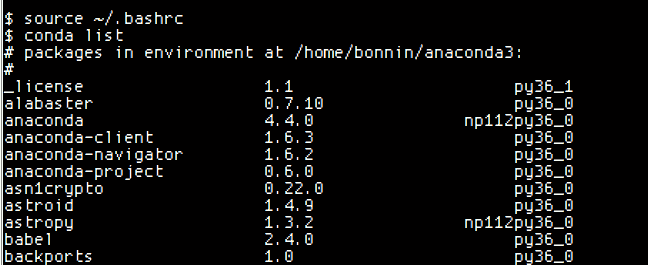 $ source ~/.bashrc
$ conda list
# packages in environment at /home/bonnin/anaconda3:
#
_license 1.1 py36_1
alabaster 0.7.10 py36_0
anaconda 4.4.0 np112py36_0
anaconda-client 1.6.3 py36_0
anaconda-navigator 1.6.2 py36_0
anaconda-project 0.6.0 py36_0
asn1crypto 0.22.0 py36_0
astroid 1.4.9 py36_0
astropy 1.3.2 np112py36_0
babel 2.4.0 py36_0
backports 1.0 py36_0